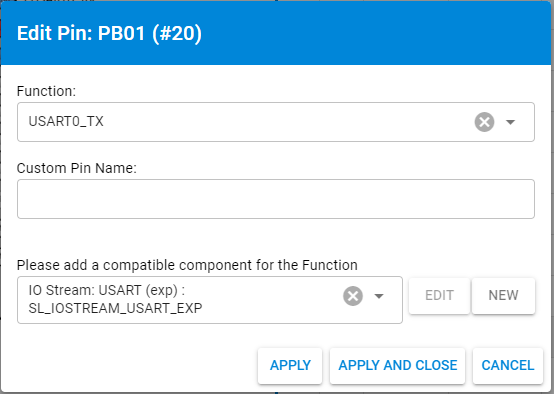 Edit Pin: PB01 (#20)
Function:
USART0_TX
Custom Pin Name:
Please add a compatible component for the Function
IO Stream: USART (exp) :
SL_IOSTREAM_USART_EXP
EDIT
NEW
APPLY
APPLY AND CLOSE
CANCEL